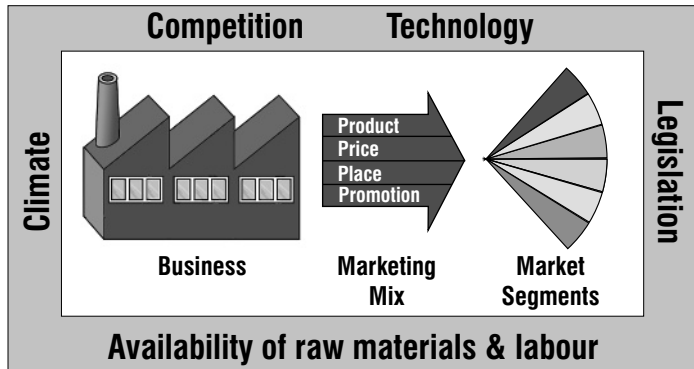 Competition Technology
Climate
Legislation
Product
Price
Place
Promotion
Business
Marketing
Mix
Market
Segments
Availability of raw materials & labour